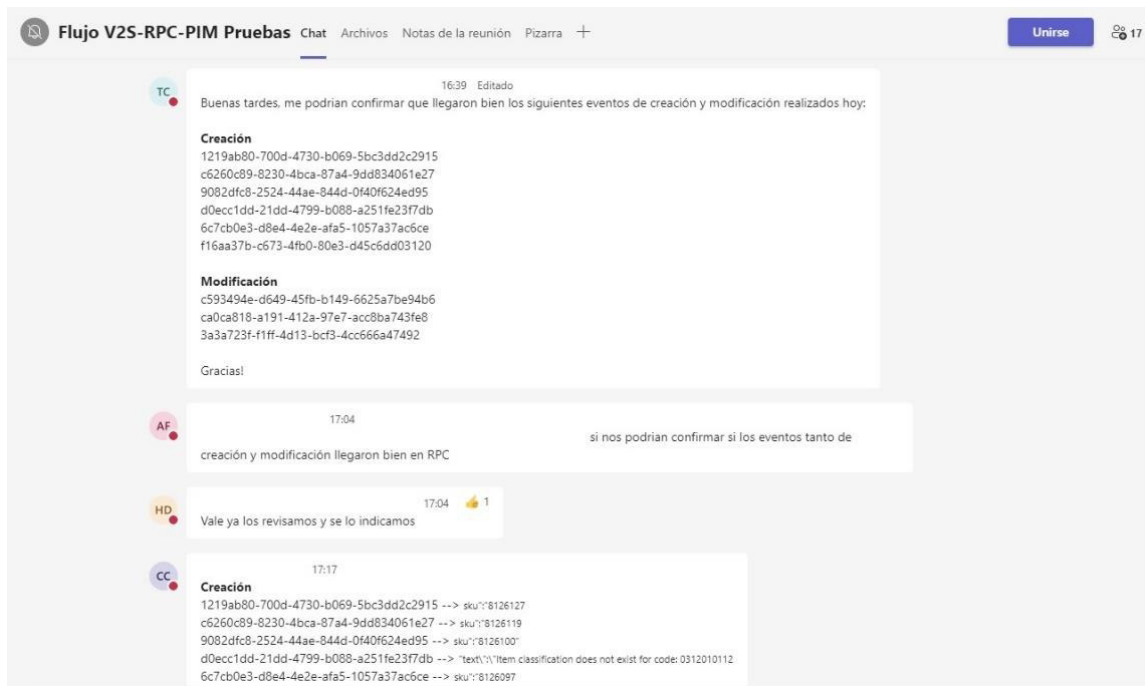 Flujo V2S-RPC-PIM Pruebas Chat Archivos Notas de la reunión Pizarra Unirse 17
TC
16:39 Editado
Buenas tardes, me podrian confirmar que llegaron bien los siguientes eventos de creación y modificación realizados hoy:
Creación
1219ab80-700d-4730-b069-5bc3dd2c2915
c6260c89-8230-4bca-87a4-9dd834061e27
9082dfc8-2524-44ae-844d-0f40f624ed95
d0ecc1dd-21dd-4799-b088-a251fe23f7db
6c7cb0e3-d8e4-4e2e-afa5-1057a37ac6ce
f16aa37b-c673-4fb0-80e3-d45c6dd03120
Modificación
c593494e-d649-45fb-b149-6625a7be94b6
ca0ca818-a191-412a-97e7-acc8ba743fe8
3a3a723f-f1ff-4d13-bcf3-4cc666a47492
Gracias!
AF
17:04
si nos podrian confirmar si los eventos tanto de
creación y modificación llegaron bien en RPC
HD
17:04 👍 1
Vale ya los revisamos y se lo indicamos
CC
17:17
Creación
1219ab80-700d-4730-b069-5bc3dd2c2915 --> sku":"8126127
c6260c89-8230-4bca-87a4-9dd834061e27 --> sku":"8126119
9082dfc8-2524-44ae-844d-0f40f624ed95 --> sku":"8126100"
d0ecc1dd-21dd-4799-b088-a251fe23f7db --> "text\":\"Item classification does not exist for code: 0312010112
6c7cb0e3-d8e4-4e2e-afa5-1057a37ac6ce --> sku":"8126097